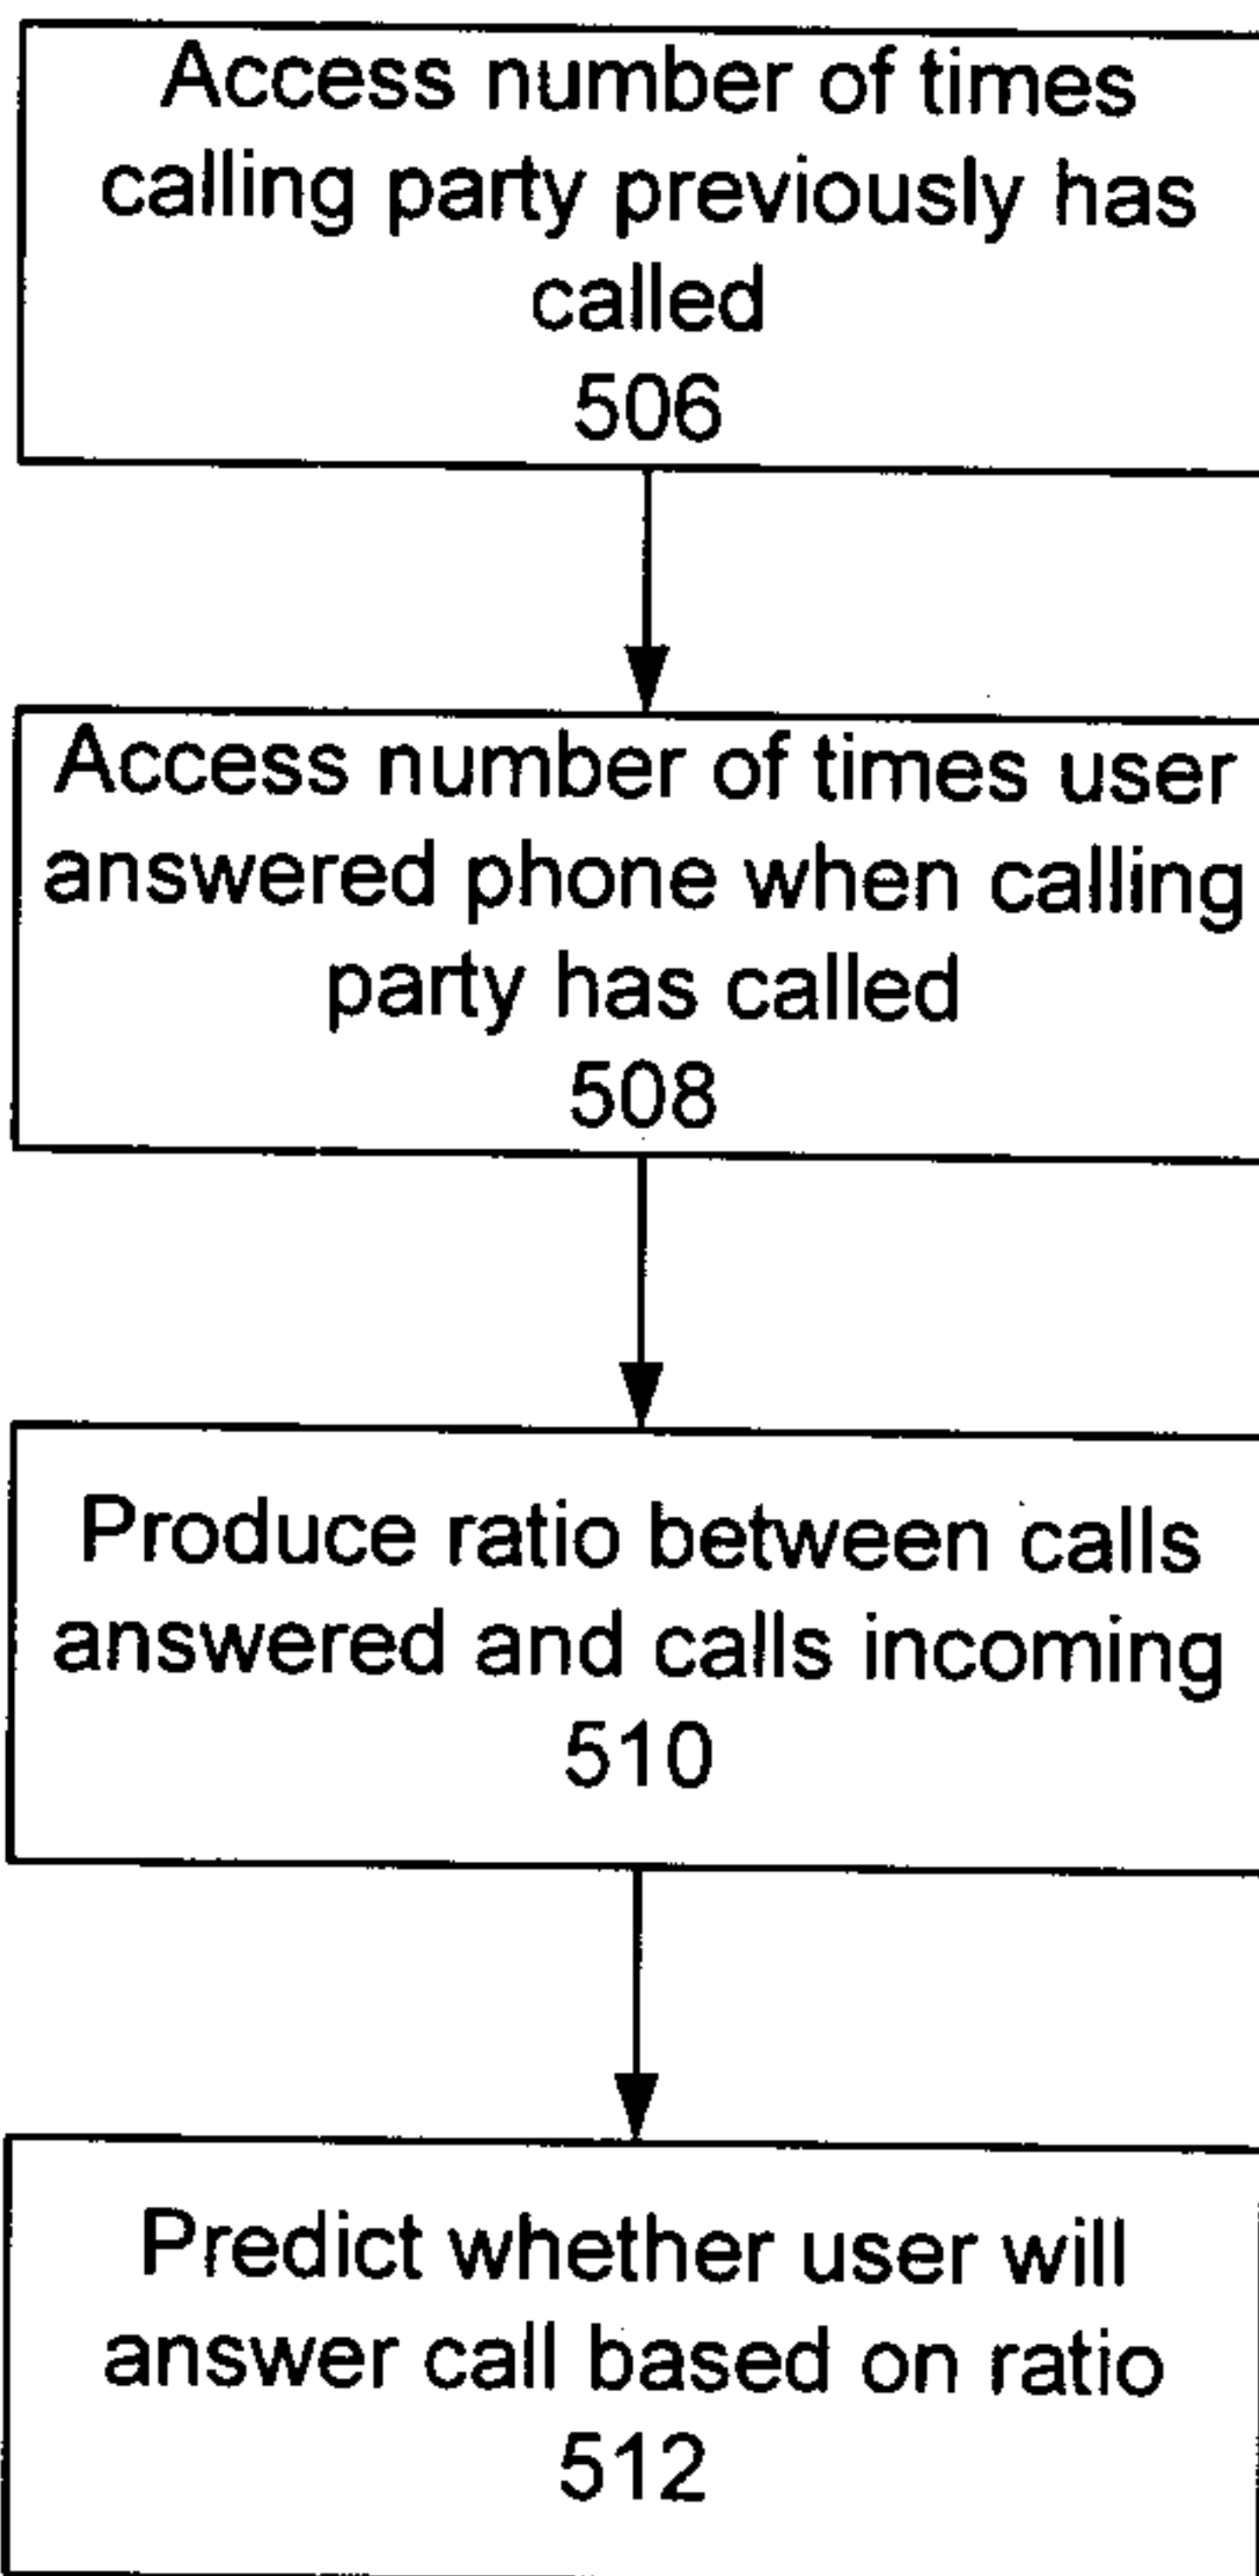 Access number of times
calling party previously has
called
506
Access number of times user
answered phone when calling
party has called
508
Produce ratio between calls
answered and calls incoming
510
Predict whether user will
answer call based on ratio
512